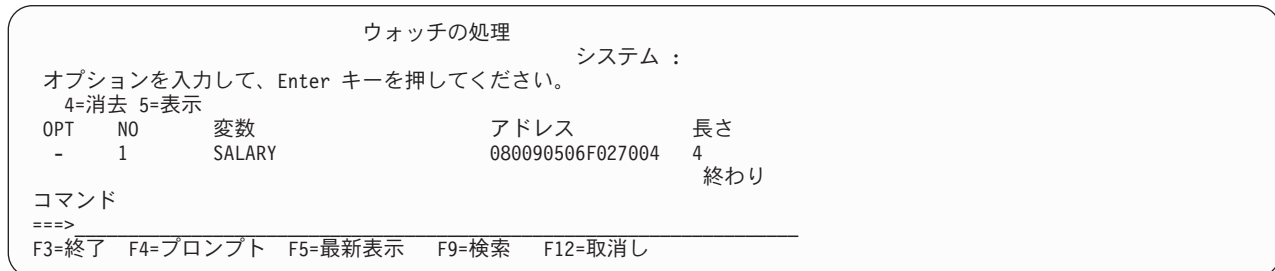 ウォッチの処理
システム :
オプションを入力して、Enter キーを押してください。
4=消去 5=表示
OPT NO 変数 アドレス 長さ
- 1 SALARY 080090506F027004 4
終わり
コマンド
===>
F3=終了 F4=プロンプト F5=最新表示 F9=検索 F12=取消し